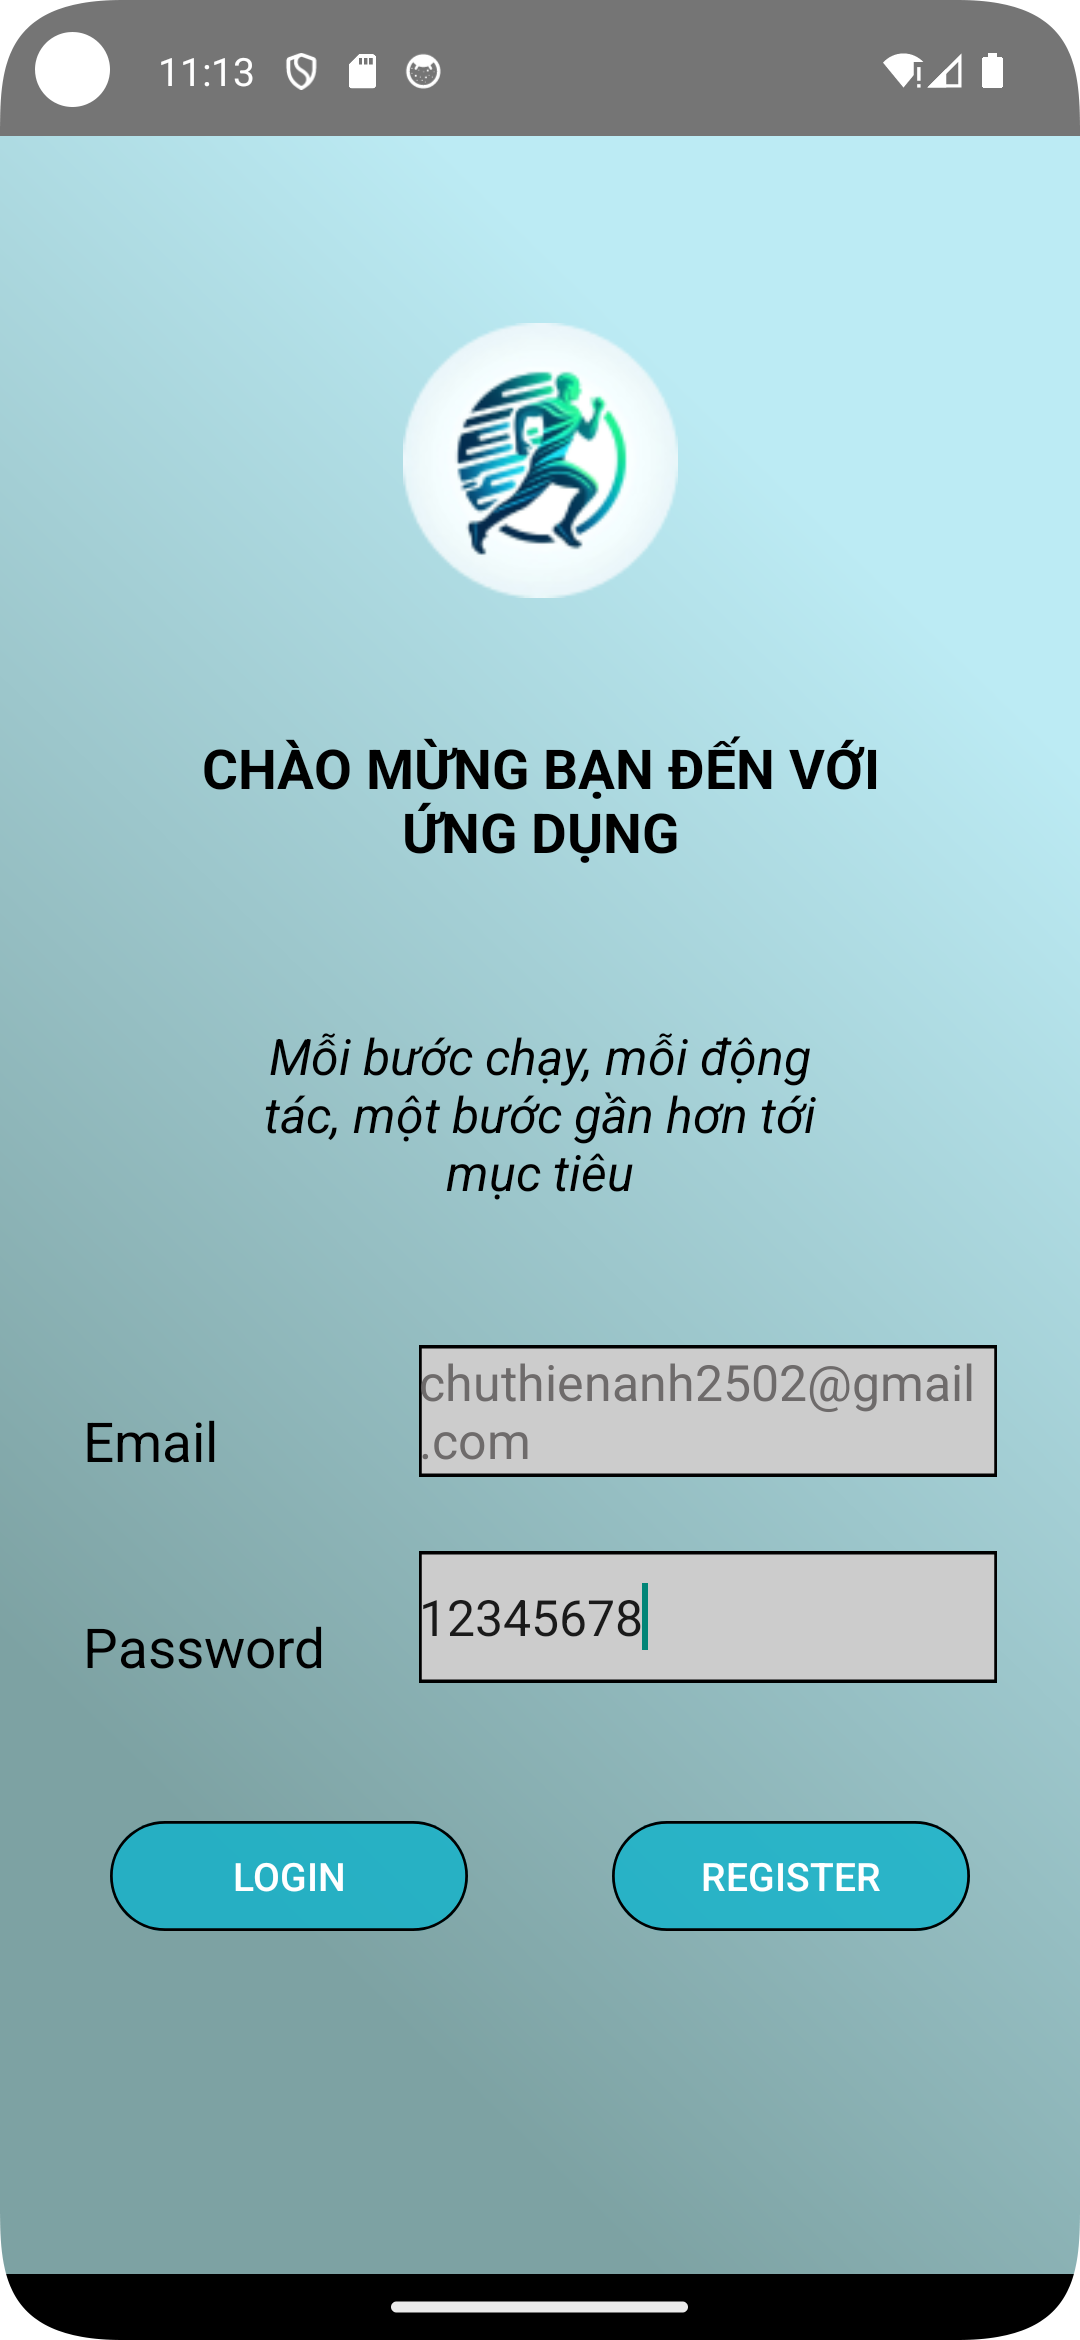 11:13
CHÀO MỪNG BẠN ĐẾN VỚI
ỨNG DỤNG
Mỗi bước chạy, mỗi động
tác, một bước gần hơn tới
mục tiêu
chuthienanh2502@gmail
.com
Email
12345678
Password
LOGIN
REGISTER